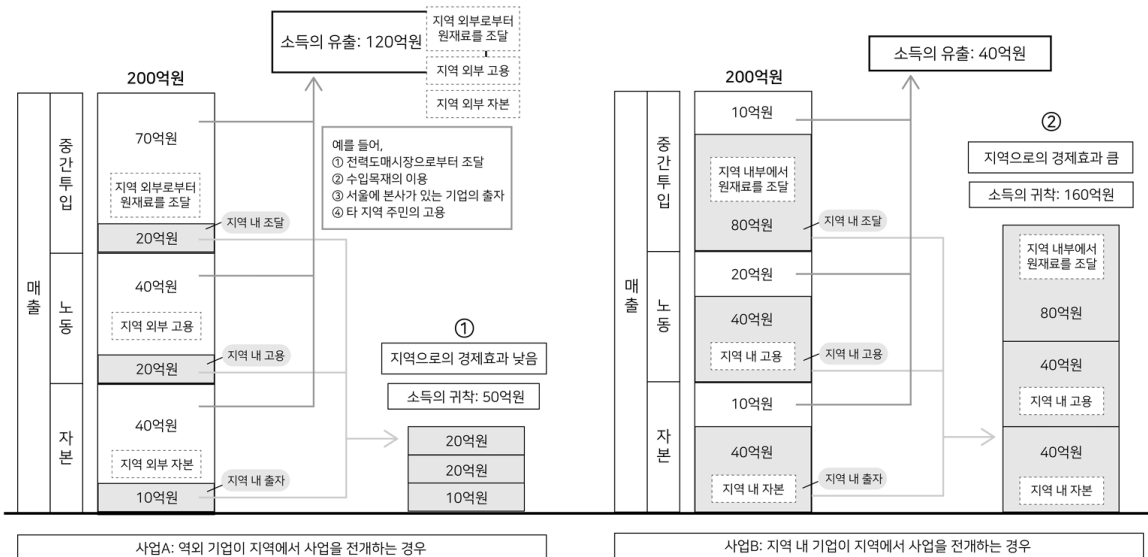 소득의 유출: 120억원
지역 외부로부터
원재료를 조달
지역 외부 고용
지역 외부 자본
200억원
매출
중간투입
노동
자본
70억원
지역 외부로부터
원재료를 조달
20억원
지역 내 조달
40억원
지역 외부 고용
20억원
지역 내 고용
40억원
지역 외부 자본
10억원
지역 내 출자
예를 들어,
① 전력도매시장으로부터 조달
② 수입목재의 이용
③ 서울에 본사가 있는 기업의 출자
④ 타 지역 주민의 고용
①
지역으로의 경제효과 낮음
소득의 귀착: 50억원
20억원
20억원
10억원
사업A: 역외 기업이 지역에서 사업을 전개하는 경우
소득의 유출: 40억원
200억원
매출
중간투입
노동
자본
10억원
지역 내부에서
원재료를 조달
80억원
지역 내 조달
20억원
40억원
지역 내 고용
지역 내 고용
10억원
40억원
지역 내 자본
지역 내 출자
②
지역으로의 경제효과 큼
소득의 귀착: 160억원
지역 내부에서
원재료를 조달
80억원
40억원
지역 내 고용
40억원
지역 내 자본
사업B: 지역 내 기업이 지역에서 사업을 전개하는 경우